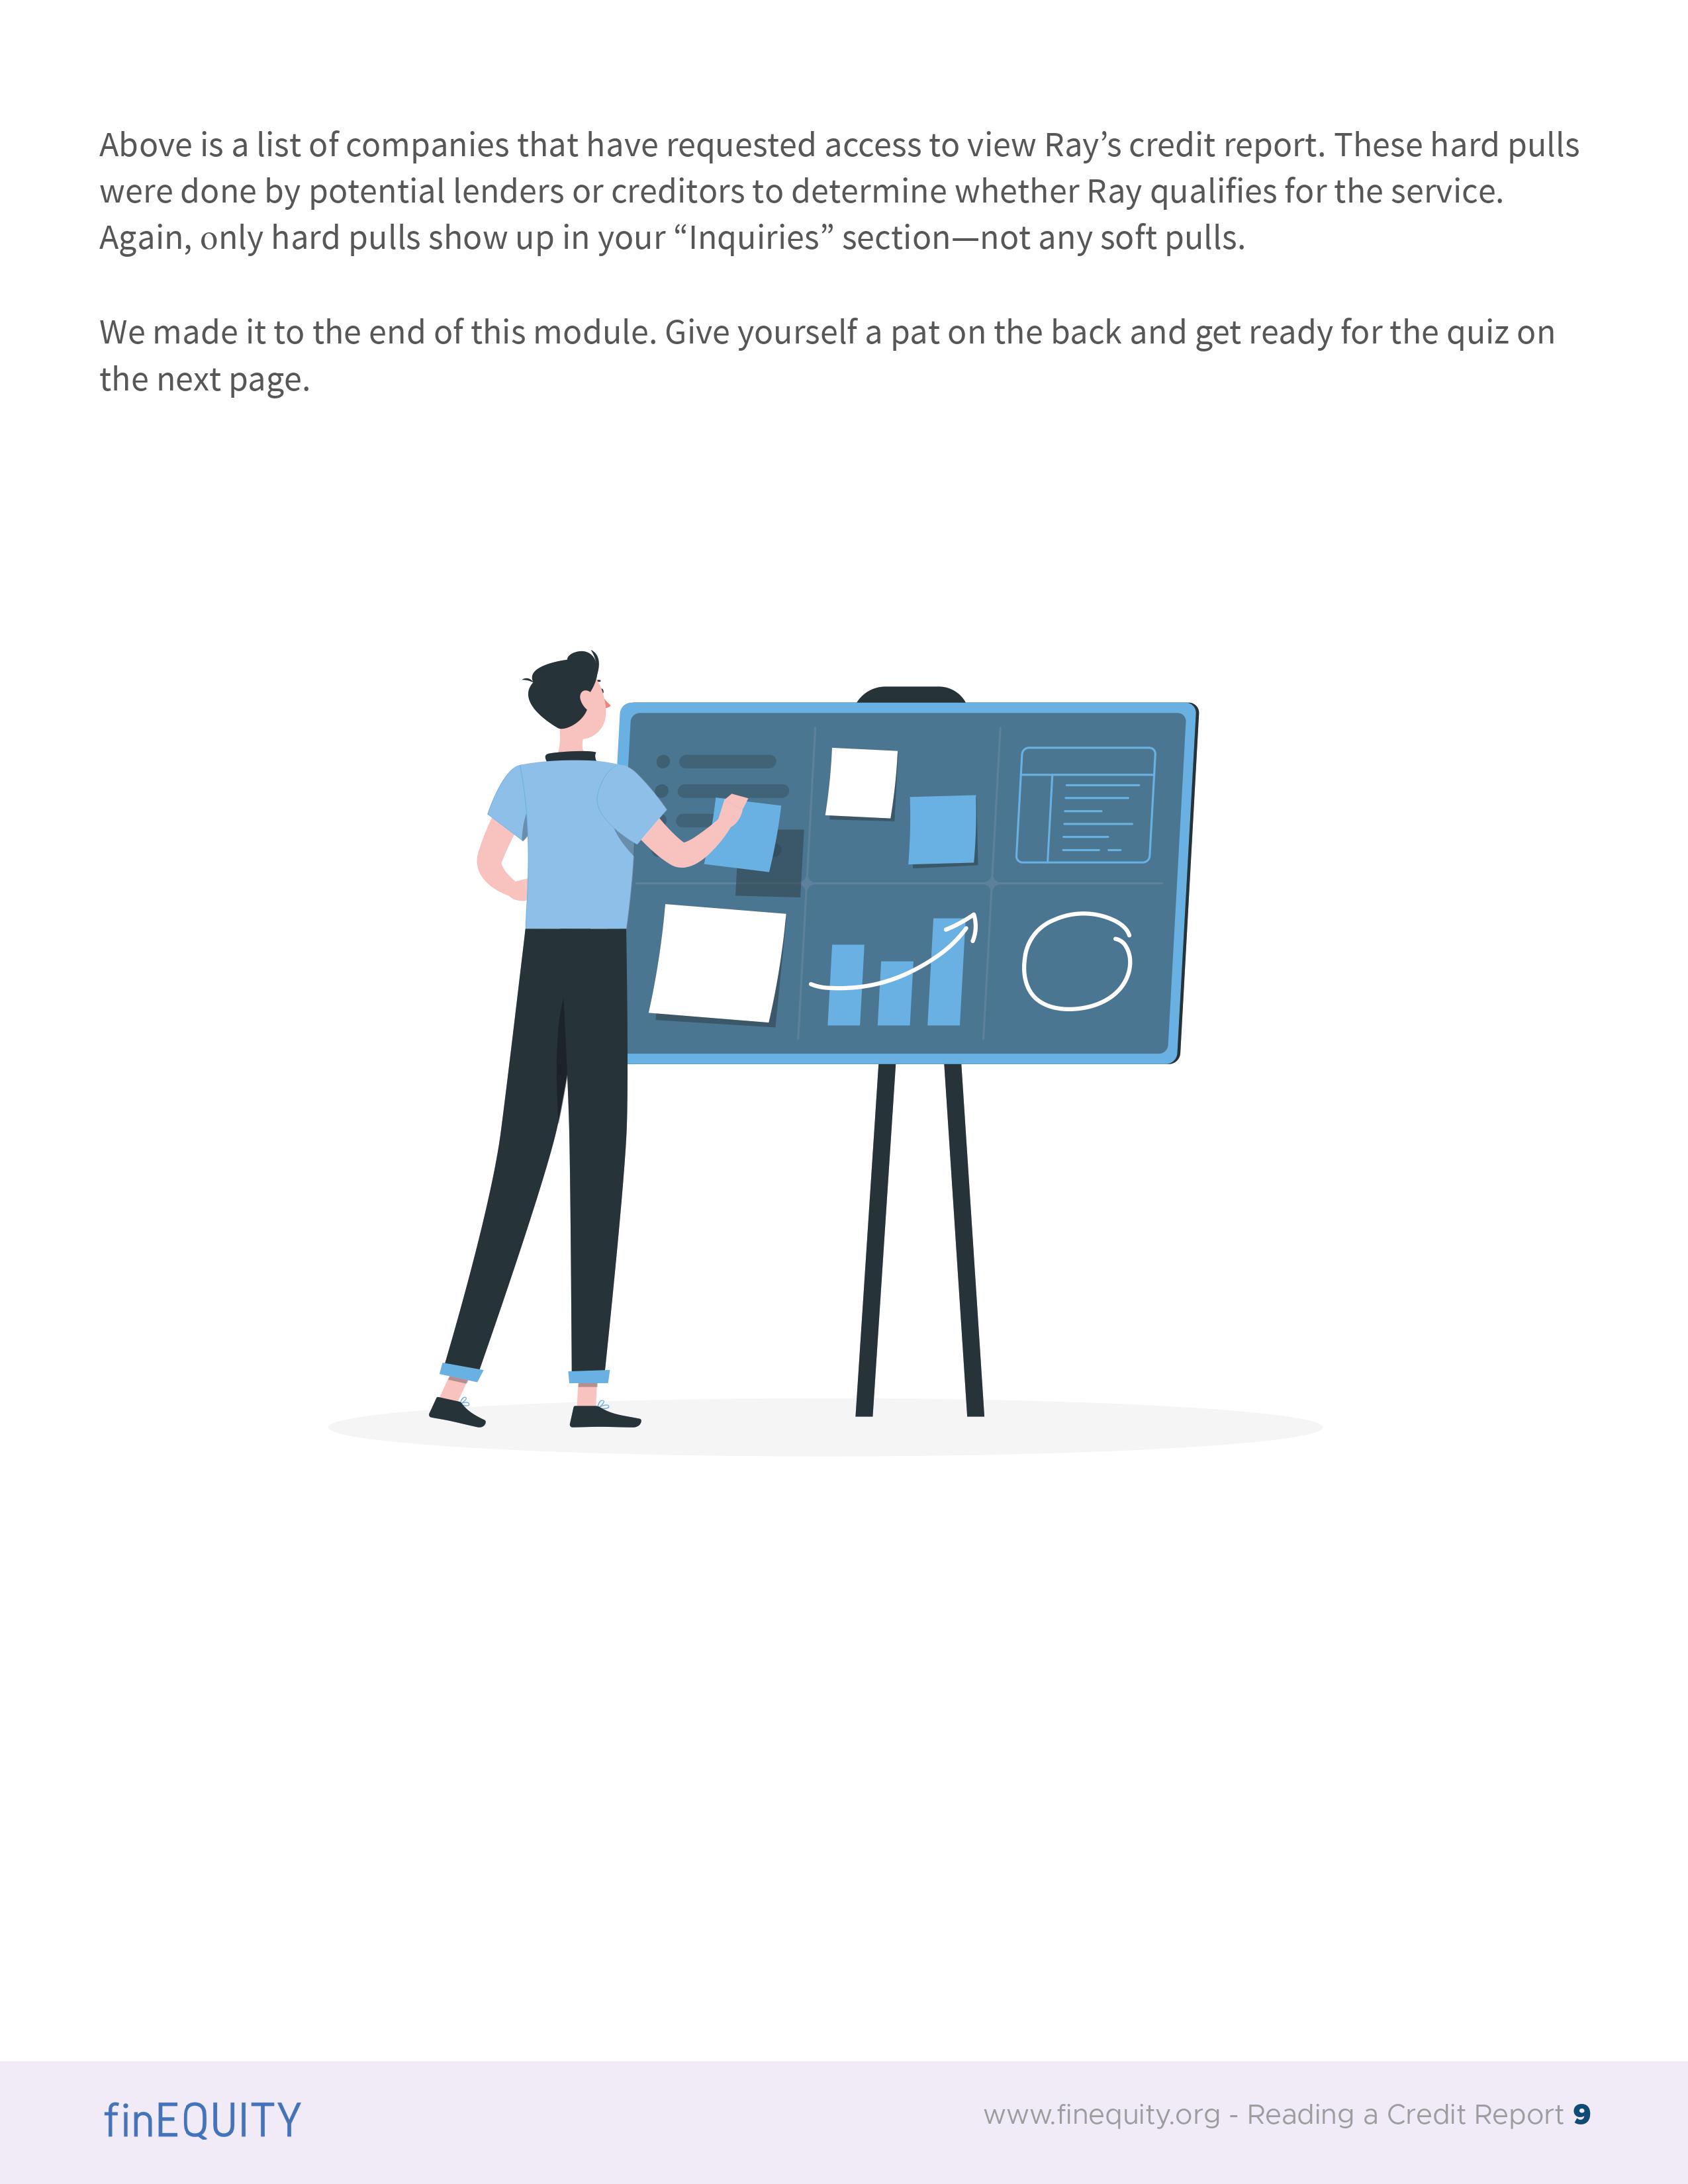 Above is a list of companies that have requested access to view Ray’s credit report. These hard pulls
were done by potential lenders or creditors to determine whether Ray qualifies for the service.
Again, only hard pulls show up in your “Inquiries” section—not any soft pulls.
We made it to the end of this module. Give yourself a pat on the back and get ready for the quiz on
the next page.
finEQUITY
www.finequity.org - Reading a Credit Report 9